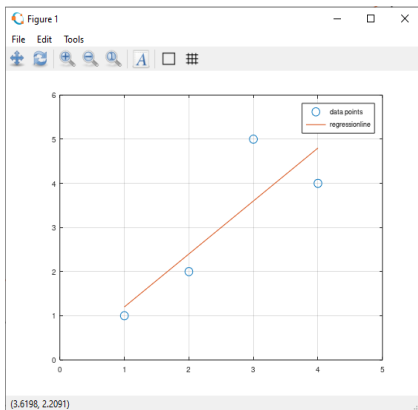 Figure 1
File Edit Tools
A
6
data points
regressionline
5
4
3
2
1
0
0 1 2 3 4 5
(3.6198, 2.2091)